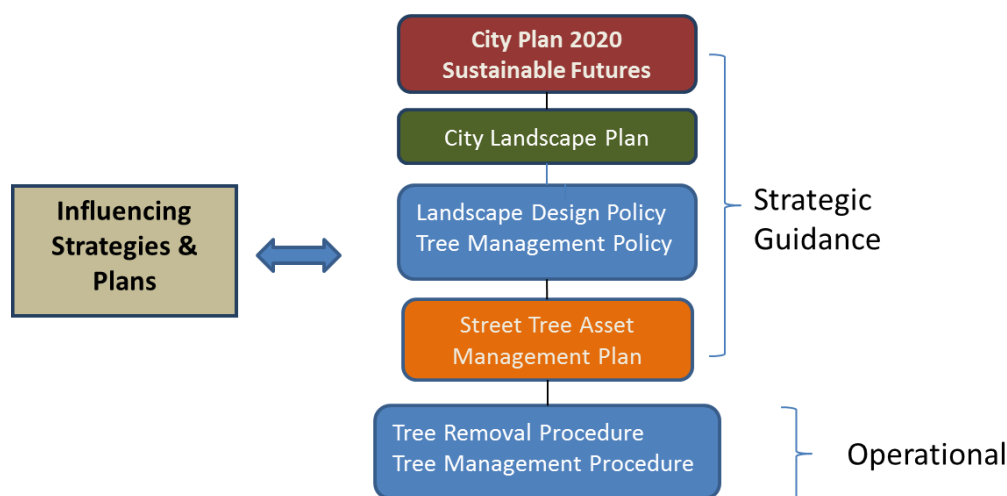 City Plan 2020
Sustainable Futures
City Landscape Plan
Influencing
Strategies &
Plans
Landscape Design Policy
Tree Management Policy
Strategic
Guidance
Street Tree Asset
Management Plan
Tree Removal Procedure
Tree Management Procedure
Operational